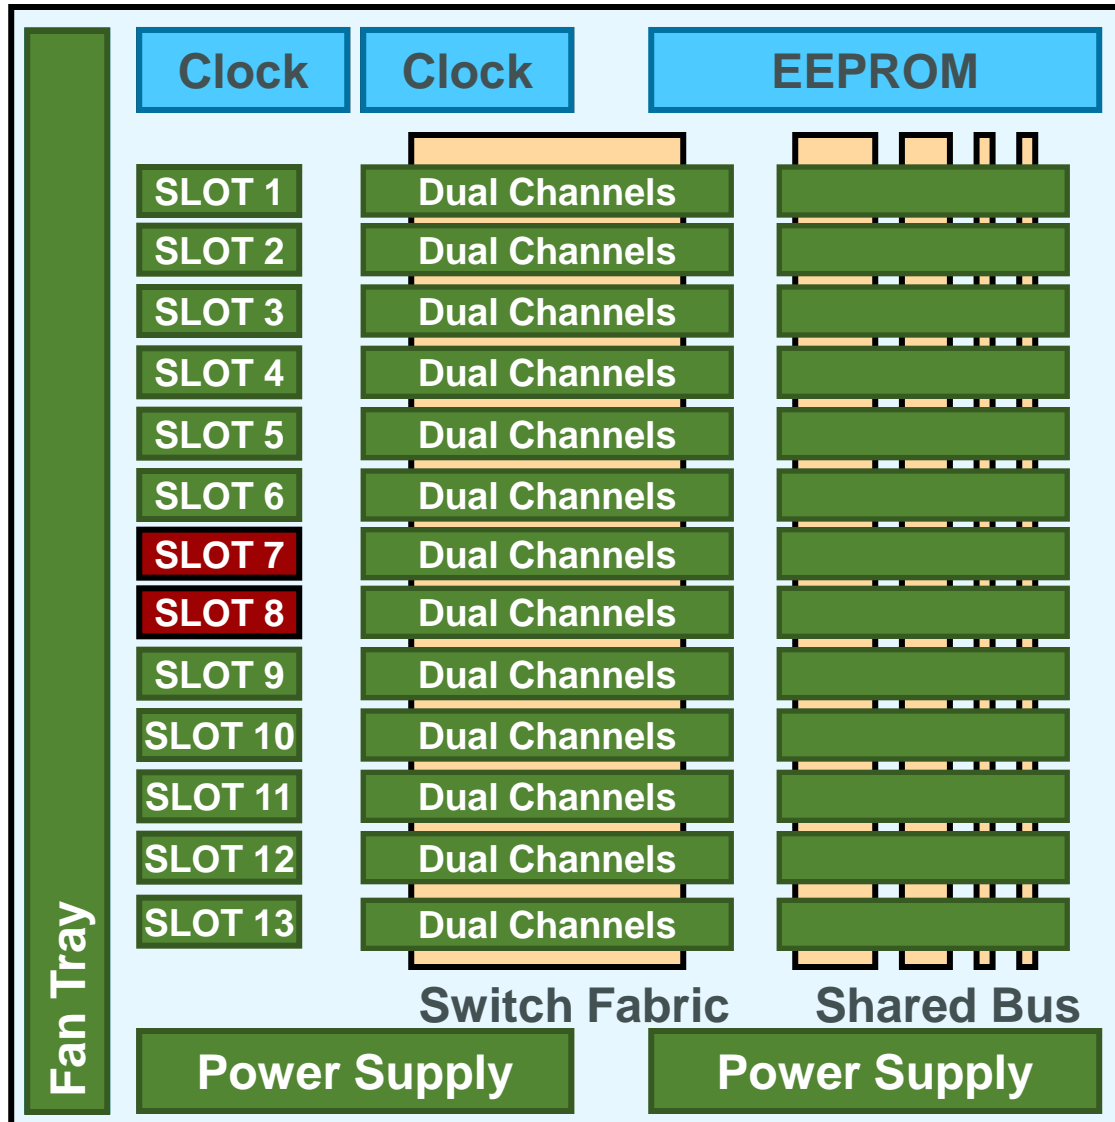 Clock Clock EEPROM
SLOT 1 Dual Channels
SLOT 2 Dual Channels
SLOT 3 Dual Channels
SLOT 4 Dual Channels
SLOT 5 Dual Channels
SLOT 6 Dual Channels
SLOT 7 Dual Channels
SLOT 8 Dual Channels
SLOT 9 Dual Channels
SLOT 10 Dual Channels
SLOT 11 Dual Channels
SLOT 12 Dual Channels
SLOT 13 Dual Channels
Fan Tray
Switch Fabric Shared Bus
Power Supply Power Supply